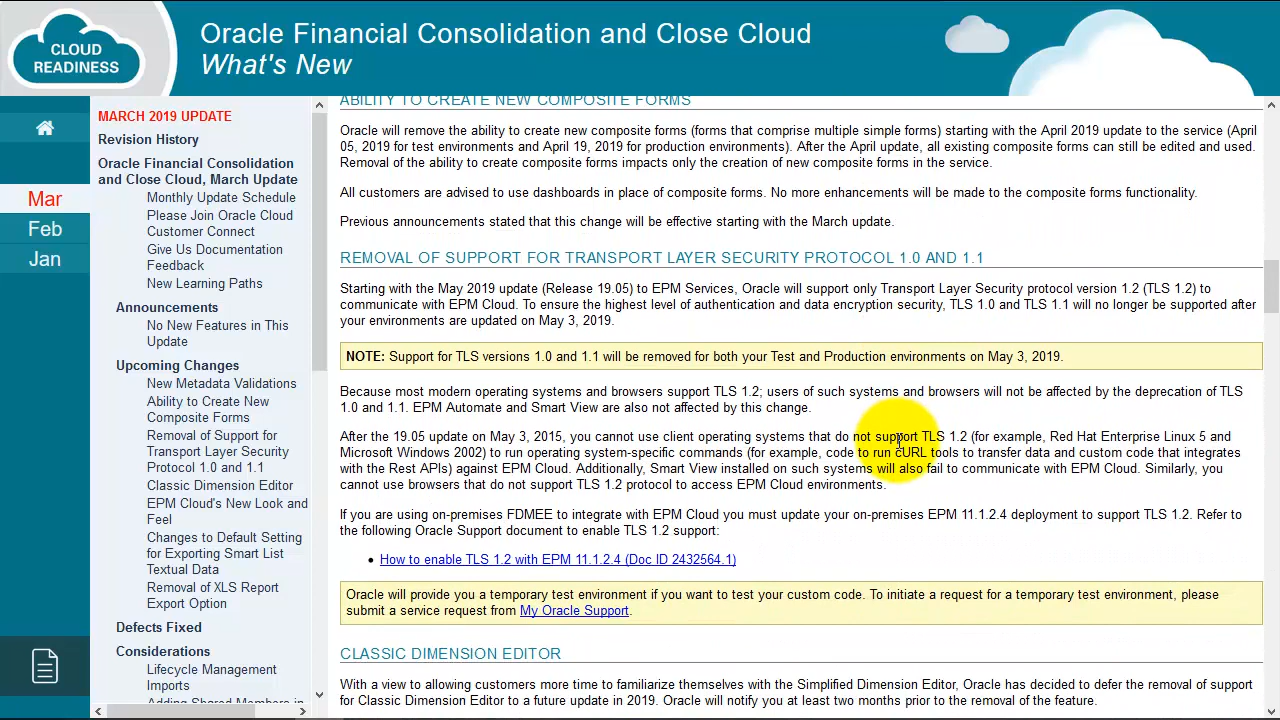 CLOUD
READINESS
Oracle Financial Consolidation and Close Cloud
What's New
Mar
Feb
Jan
MARCH 2019 UPDATE
Revision History
Oracle Financial Consolidation
and Close Cloud, March Update
Monthly Update Schedule
Please Join Oracle Cloud
Customer Connect
Give Us Documentation
Feedback
New Learning Paths
Announcements
No New Features in This
Update
Upcoming Changes
New Metadata Validations
Ability to Create New
Composite Forms
Removal of Support for
Transport Layer Security
Protocol 1.0 and 1.1
Classic Dimension Editor
EPM Cloud's New Look and
Feel
Changes to Default Setting
for Exporting Smart List
Textual Data
Removal of XLS Report
Export Option
Defects Fixed
Considerations
Lifecycle Management
Imports
Adding Shared Members in
ABILITY TO CREATE NEW COMPOSITE FORMS
Oracle will remove the ability to create new composite forms (forms that comprise multiple simple forms) starting with the April 2019 update to the service (April
05, 2019 for test environments and April 19, 2019 for production environments). After the April update, all existing composite forms can still be edited and used.
Removal of the ability to create composite forms impacts only the creation of new composite forms in the service.
All customers are advised to use dashboards in place of composite forms. No more enhancements will be made to the composite forms functionality.
Previous announcements stated that this change will be effective starting with the March update.
REMOVAL OF SUPPORT FOR TRANSPORT LAYER SECURITY PROTOCOL 1.0 AND 1.1
Starting with the May 2019 update (Release 19.05) to EPM Services, Oracle will support only Transport Layer Security protocol version 1.2 (TLS 1.2) to
communicate with EPM Cloud. To ensure the highest level of authentication and data encryption security, TLS 1.0 and TLS 1.1 will no longer be supported after
your environments are updated on May 3, 2019.
NOTE: Support for TLS versions 1.0 and 1.1 will be removed for both your Test and Production environments on May 3, 2019.
Because most modern operating systems and browsers support TLS 1.2; users of such systems and browsers will not be affected by the deprecation of TLS
1.0 and 1.1. EPM Automate and Smart View are also not affected by this change.
After the 19.05 update on May 3, 2015, you cannot use client operating systems that do not support TLS 1.2 (for example, Red Hat Enterprise Linux 5 and
Microsoft Windows 2002) to run operating system-specific commands (for example, code to run cURL tools to transfer data and custom code that integrates
with the Rest APIs) against EPM Cloud. Additionally, Smart View installed on such systems will also fail to communicate with EPM Cloud. Similarly, you
cannot use browsers that do not support TLS 1.2 protocol to access EPM Cloud environments.
If you are using on-premises FDMEE to integrate with EPM Cloud you must update your on-premises EPM 11.1.2.4 deployment to support TLS 1.2. Refer to
the following Oracle Support document to enable TLS 1.2 support:
• How to enable TLS 1.2 with EPM 11.1.2.4 (Doc ID 2432564.1)
Oracle will provide you a temporary test environment if you want to test your custom code. To initiate a request for a temporary test environment, please
submit a service request from My Oracle Support.
CLASSIC DIMENSION EDITOR
With a view to allowing customers more time to familiarize themselves with the Simplified Dimension Editor, Oracle has decided to defer the removal of support
for Classic Dimension Editor to a future update in 2019. Oracle will notify you at least two months prior to the removal of the feature.